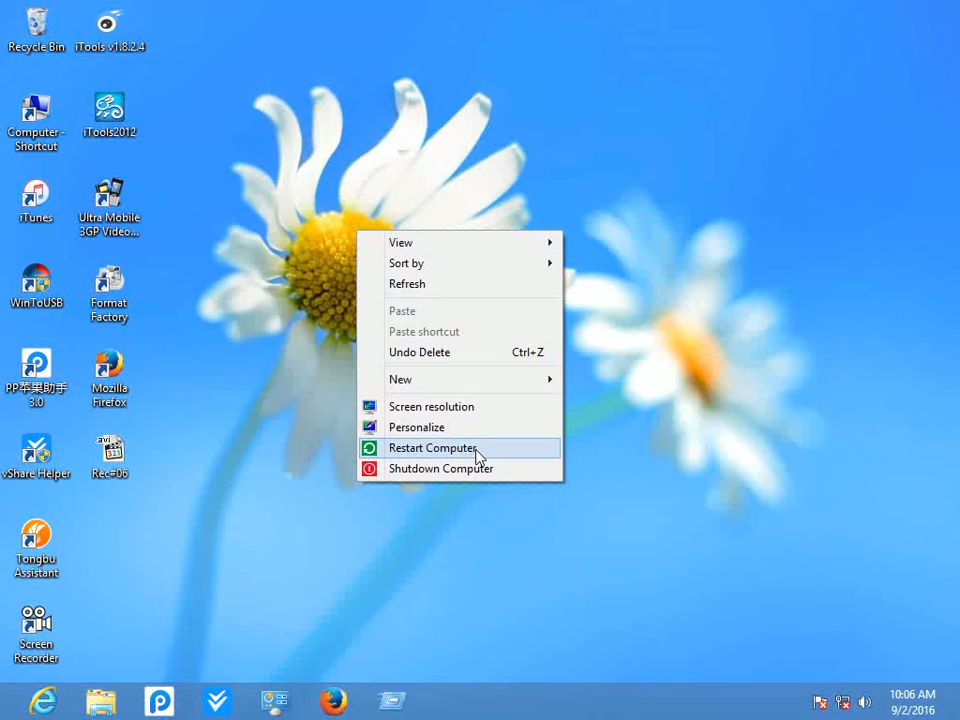 Recycle Bin
iTools v1.8.2.4
Computer -
Shortcut
iTools2012
iTunes
Ultra Mobile
3GP Video...
WinToUSB
Format
Factory
PP苹果助手
3.0
Mozilla
Firefox
vShare Helper
avi
Rec#06
Tongbu
Assistant
Screen
Recorder
View
Sort by
Refresh
Paste
Paste shortcut
Undo Delete Ctrl+Z
New
Screen resolution
Personalize
Restart Computer
Shutdown Computer
10:06 AM
9/2/2016